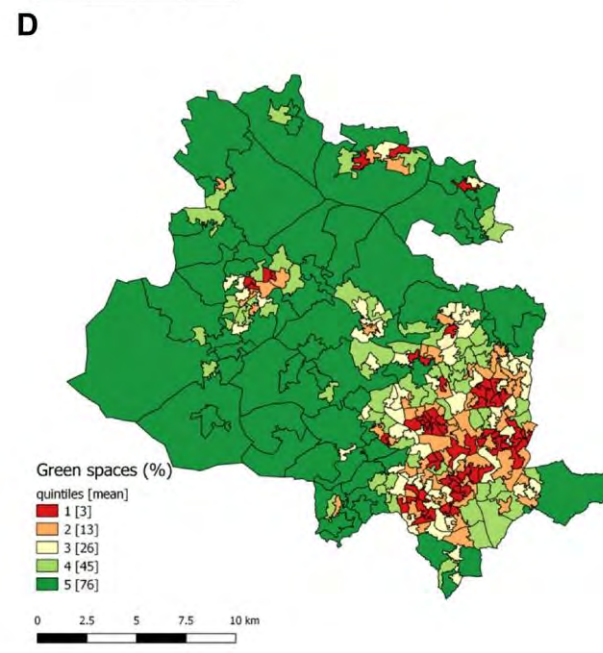 D
Green spaces (%)
quintiles [mean]
1 [3]
2 [13]
3 [26]
4 [45]
5 [76]
0 2.5 5 7.5 10 km